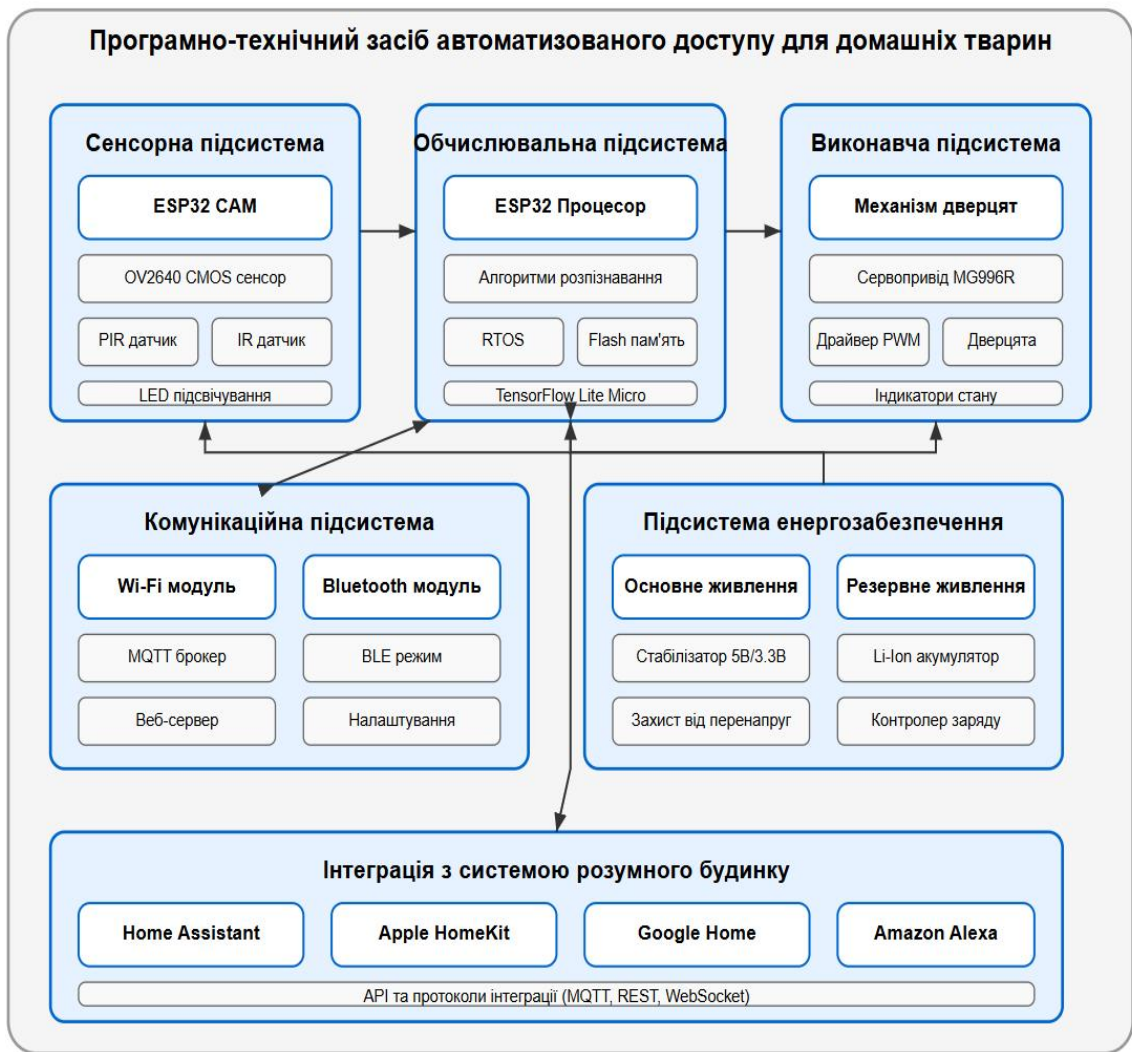 Програмно-технічний засіб автоматизованого доступу для домашніх тварин
Сенсорна підсистема
ESP32 CAM
OV2640 CMOS сенсор
PIR датчик
IR датчик
LED підсвічування
Обчислювальна підсистема
ESP32 Процесор
Алгоритми розпізнавання
RTOS
Flash пам'ять
TensorFlow Lite Micro
Виконавча підсистема
Механізм дверцят
Сервопривід MG996R
Драйвер PWM
Дверцята
Індикатори стану
Комунікаційна підсистема
Wi-Fi модуль
Bluetooth модуль
MQTT брокер
BLE режим
Веб-сервер
Налаштування
Підсистема енергозабезпечення
Основне живлення
Резервне живлення
Стабілізатор 5В/3.3В
Li-Ion акумулятор
Захист від перенапруг
Контролер заряду
Інтеграція з системою розумного будинку
Home Assistant
Apple HomeKit
Google Home
Amazon Alexa
API та протоколи інтеграції (MQTT, REST, WebSocket)